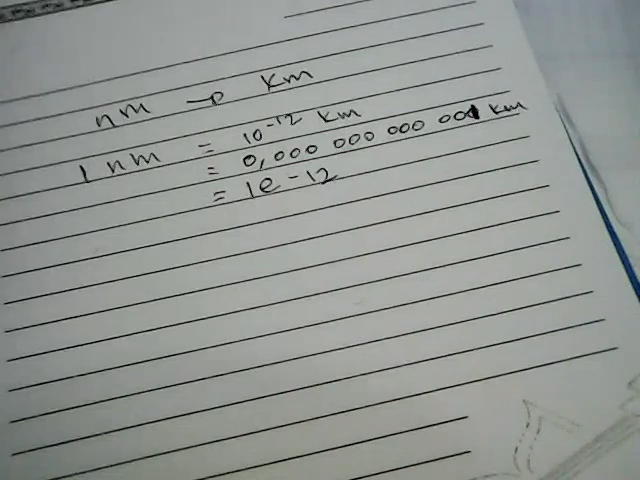 nm → km
1 nm = 10⁻¹² km
= 0,000 000 000 001 km
= 1e-12